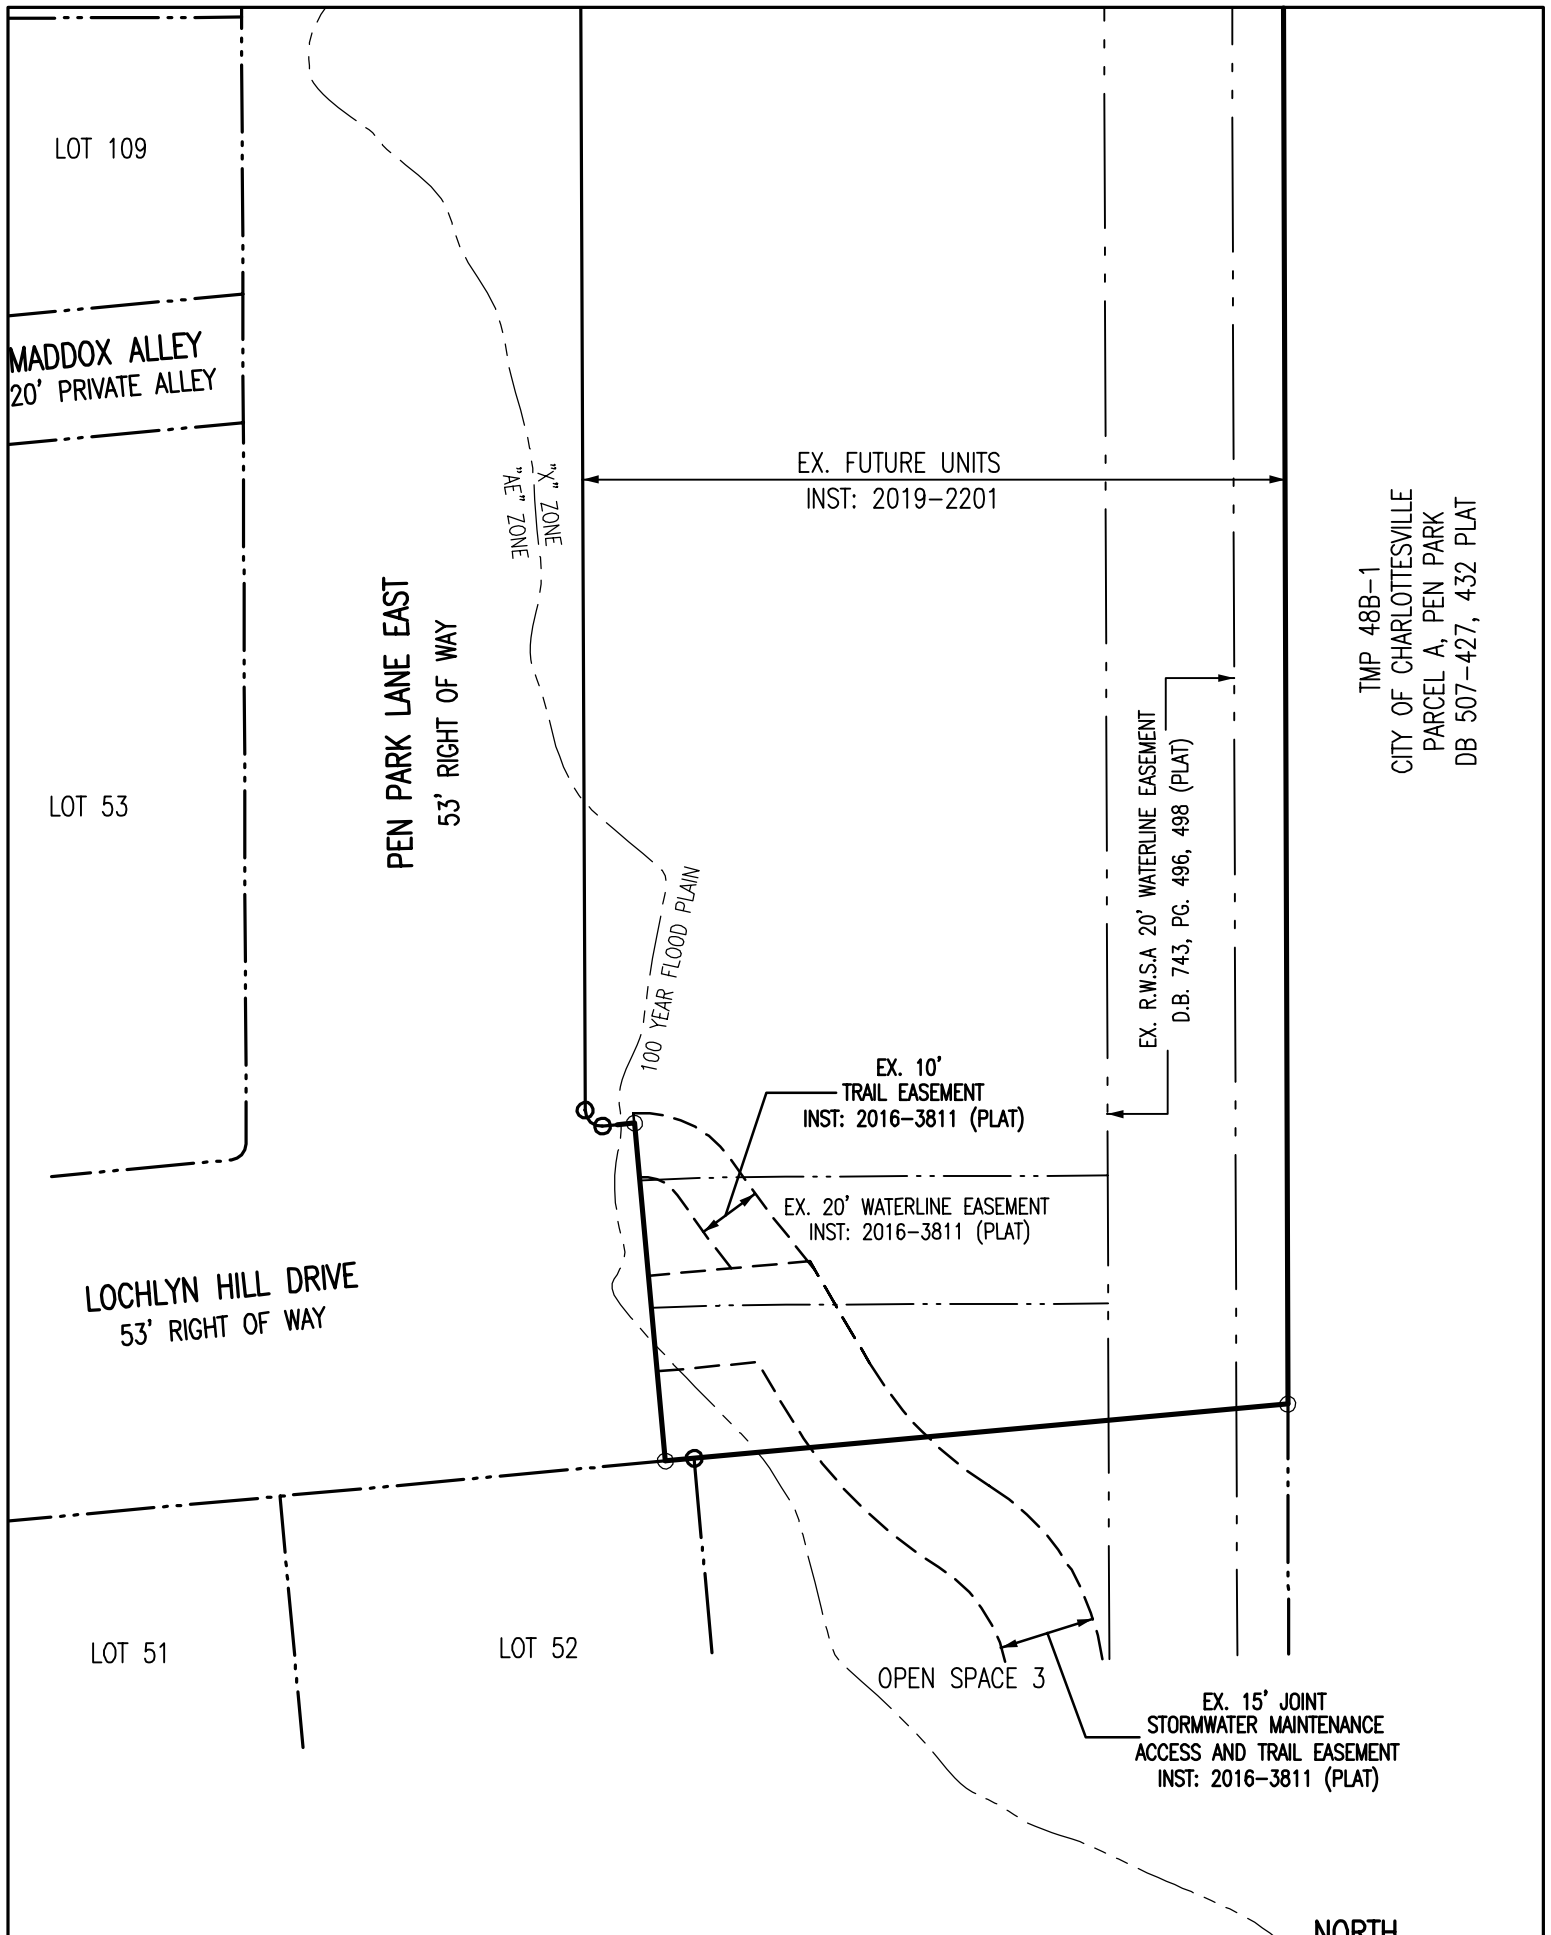 LOT 109
MADDOX ALLEY
20' PRIVATE ALLEY
"X" ZONE
"AE" ZONE
EX. FUTURE UNITS
INST: 2019-2201
TMP 48B-1
CITY OF CHARLOTTESVILLE
PARCEL A, PEN PARK
DB 507-427, 432 PLAT
PEN PARK LANE EAST
53' RIGHT OF WAY
LOT 53
EX. R.W.S.A 20' WATERLINE EASEMENT
D.B. 743, PG. 496, 498 (PLAT)
100 YEAR FLOOD PLAIN
EX. 10'
TRAIL EASEMENT
INST: 2016-3811 (PLAT)
EX. 20' WATERLINE EASEMENT
INST: 2016-3811 (PLAT)
LOCHLYN HILL DRIVE
53' RIGHT OF WAY
LOT 51
LOT 52
OPEN SPACE 3
EX. 15' JOINT
STORMWATER MAINTENANCE
ACCESS AND TRAIL EASEMENT
INST: 2016-3811 (PLAT)
NORTH